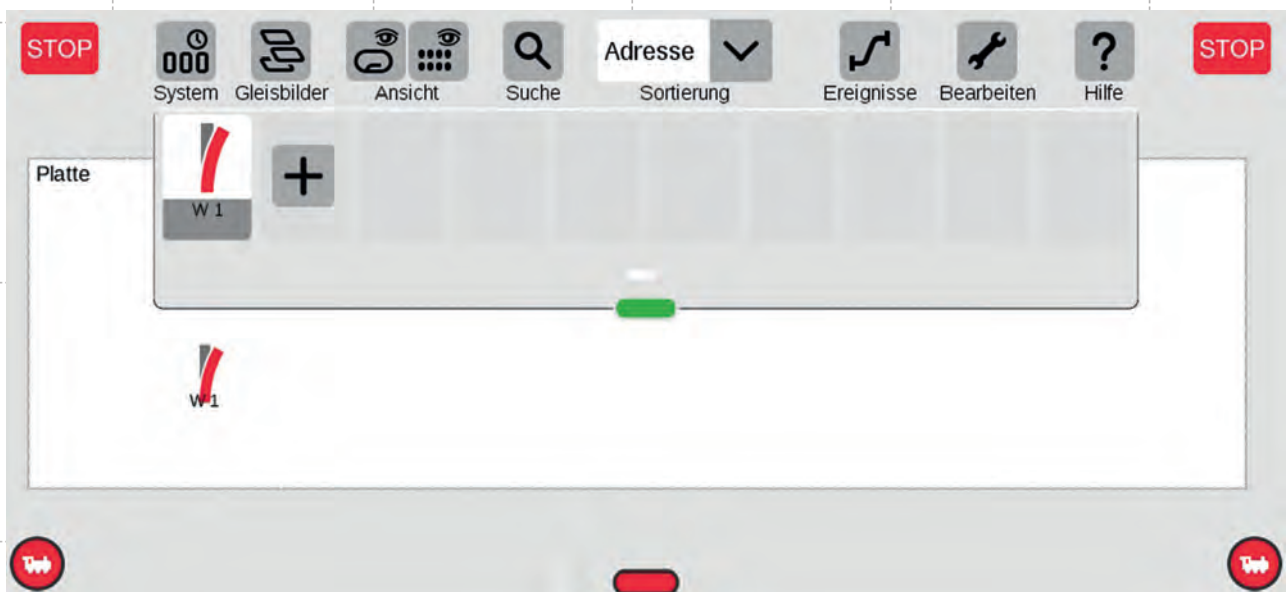 STOP
Adresse
STOP
System Gleisbilder Ansicht Suche Sortierung Ereignisse Bearbeiten Hilfe
Platte
W 1
W 1